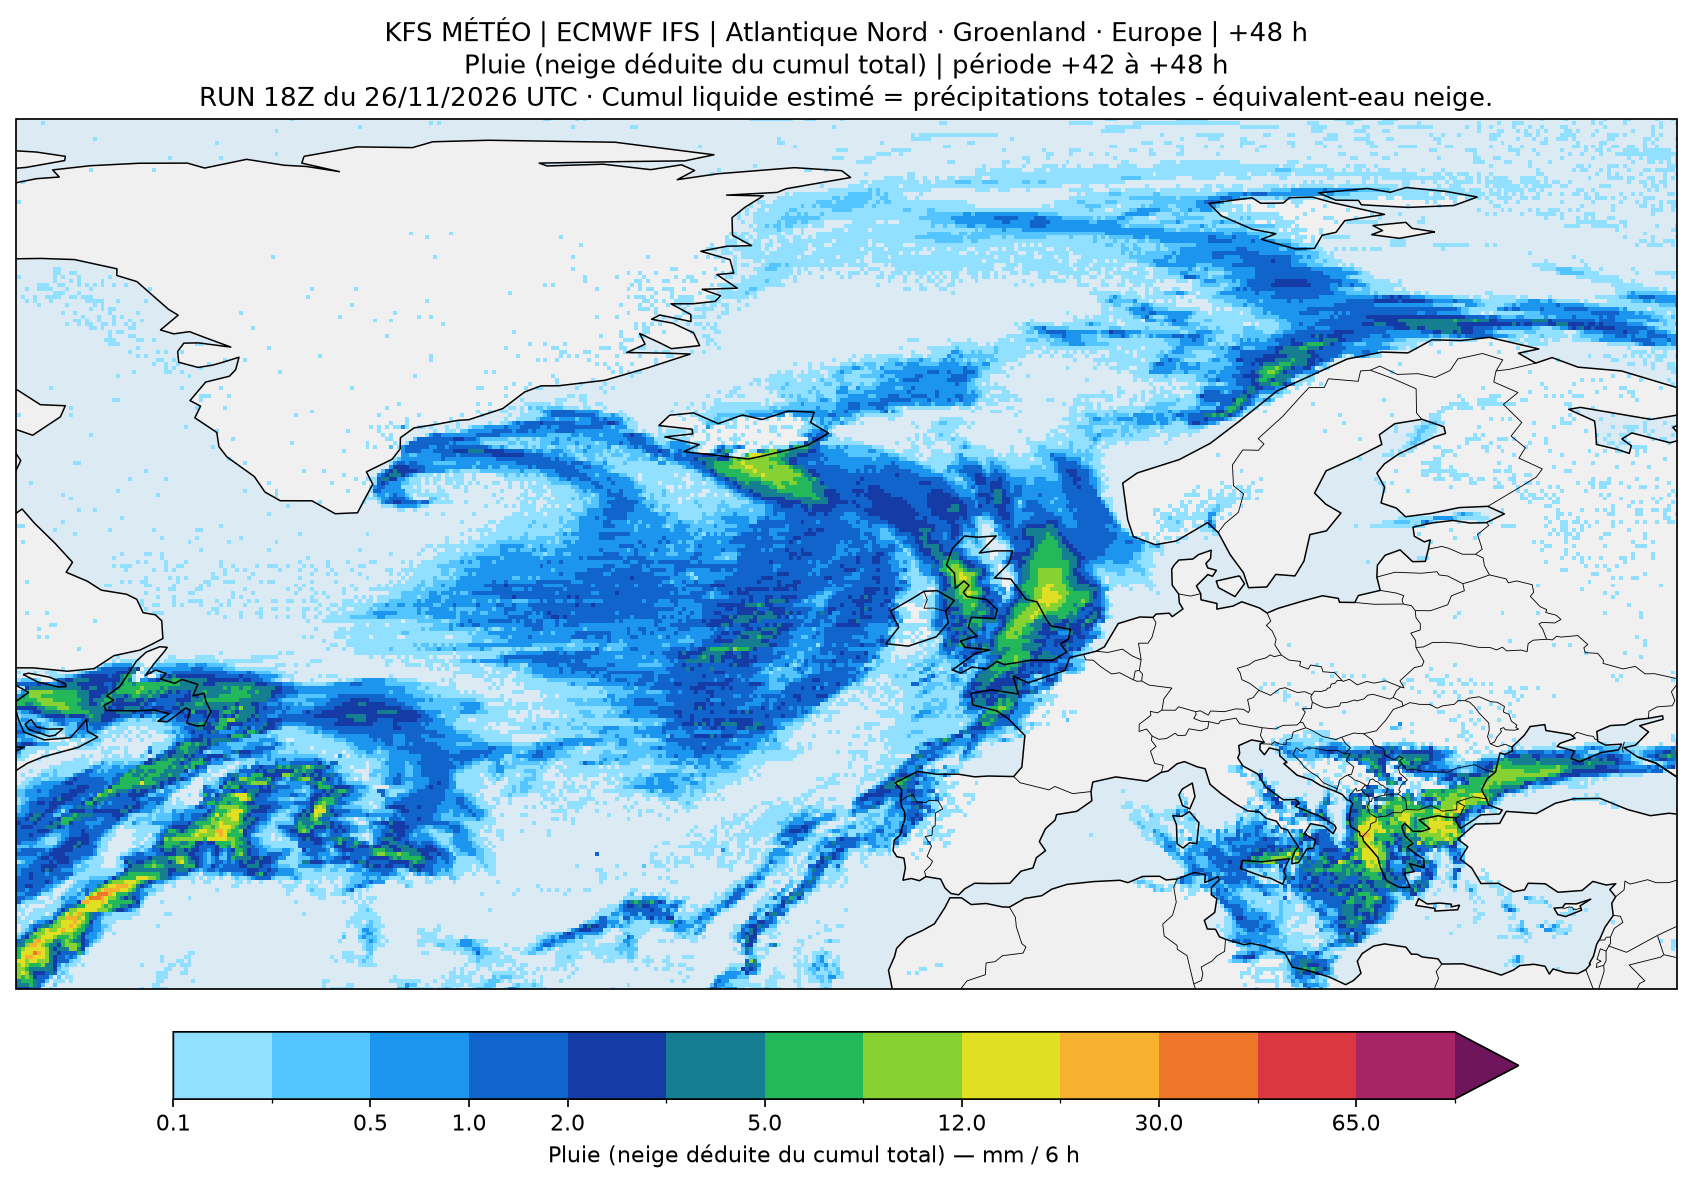 KFS MÉTÉO | ECMWF IFS | Atlantique Nord · Groenland · Europe | +48 h
Pluie (neige déduite du cumul total) | période +42 à +48 h
RUN 18Z du 26/11/2026 UTC · Cumul liquide estimé = précipitations totales - équivalent-eau neige.
0.1 0.5 1.0 2.0 5.0 12.0 30.0 65.0
Pluie (neige déduite du cumul total) — mm / 6 h